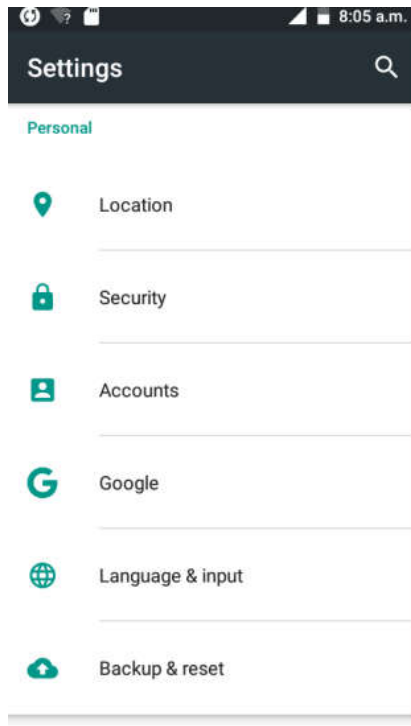 8:05 a.m.
Settings
Personal
Location
Security
Accounts
Google
Language & input
Backup & reset